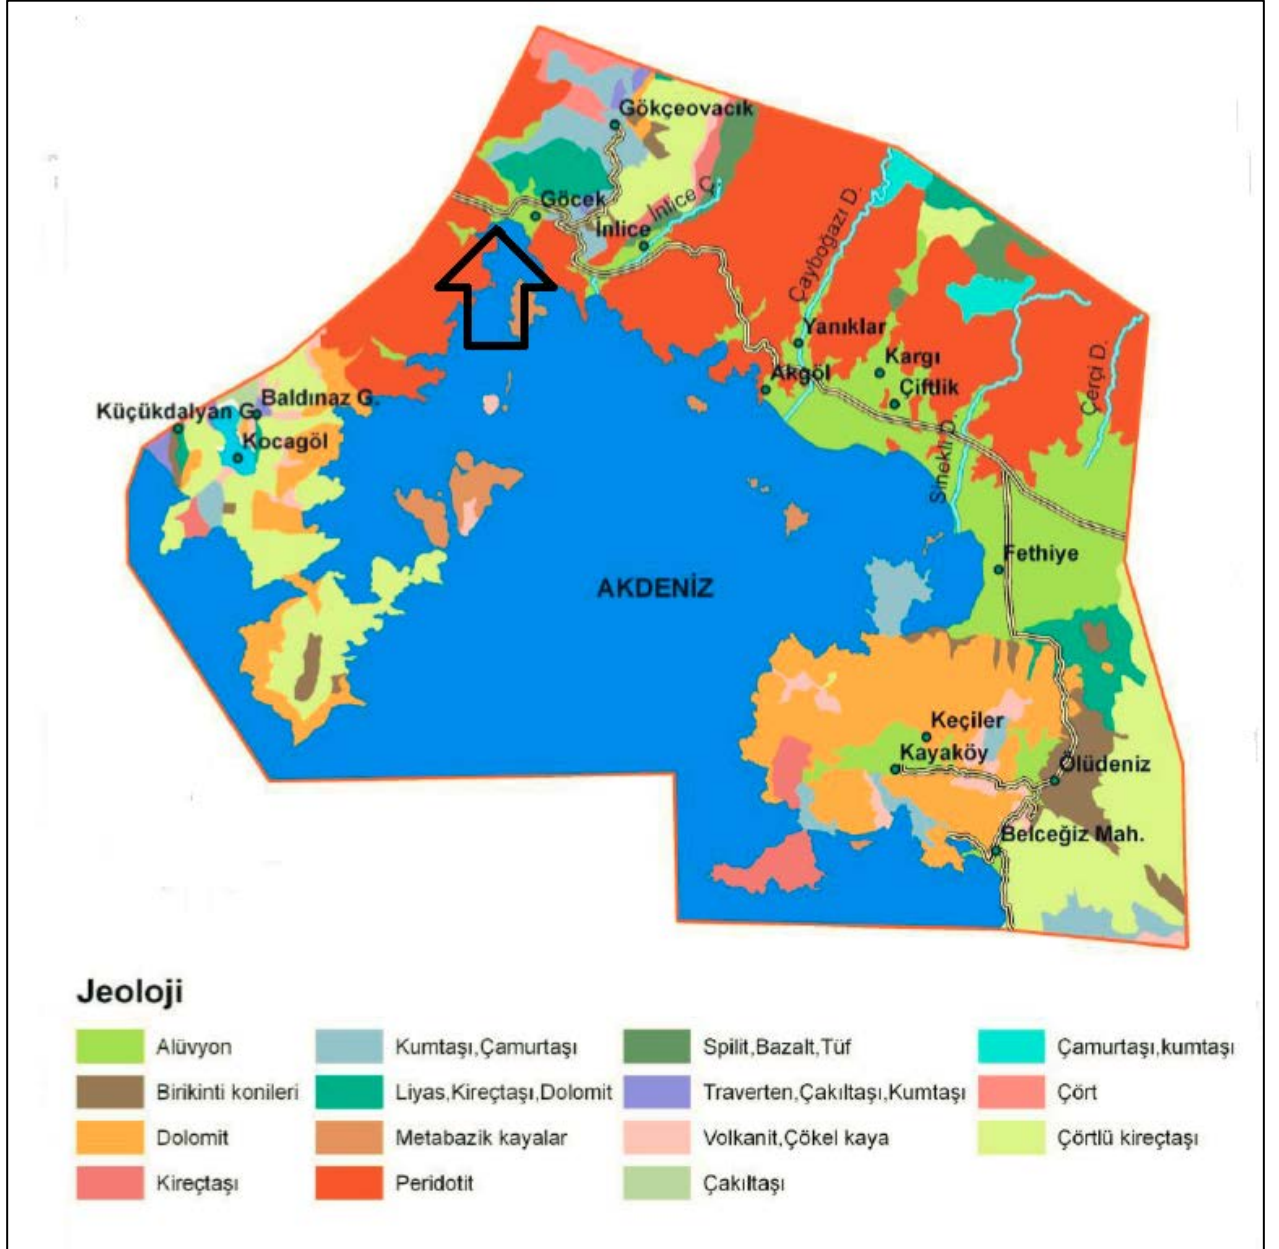 Gökçeovacık
Göcek
İnlice Ç.
İnlice
Çayboğazı D.
Yanıklar
Kargı
Akgöl
Çiftlik
Çerçi D.
Baldınaz G.
Küçükdalyan G.
Kocagöl
Sinekli D.
Fethiye
AKDENİZ
Keçiler
Kayaköy
Ölüdeniz
Belceğiz Mah.
Jeoloji
Alüvyon
Kumtaşı,Çamurtaşı
Spilit,Bazalt,Tüf
Çamurtaşı,kumtaşı
Birikinti konileri
Liyas,Kireçtaşı,Dolomit
Traverten,Çakıltaşı,Kumtaşı
Çört
Dolomit
Metabazik kayalar
Volkanit,Çökel kaya
Çörtlü kireçtaşı
Kireçtaşı
Peridotit
Çakıltaşı